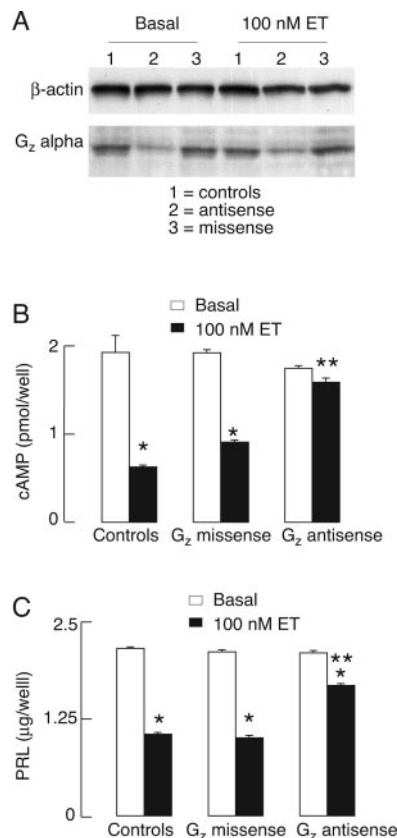 A
Basal 100 nM ET
1 2 3 1 2 3
β-actin
Gz alpha
1 = controls
2 = antisense
3 = missense
B
Basal
100 nM ET
2
**
*
*
1
cAMP (pmol/well)
0
Controls Gz missense Gz antisense
C
Basal
100 nM ET
2.5
**
* * *
1.25
PRL (μg/welll)
0
Controls Gz missense Gz antisense